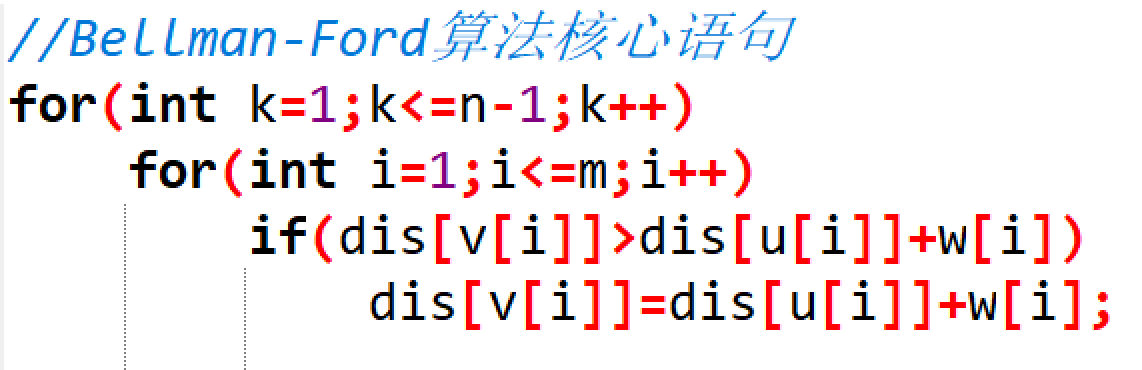 //Bellman-Ford算法核心语句
for(int k=1;k<=n-1;k++)
for(int i=1;i<=m;i++)
if(dis[v[i]]>dis[u[i]]+w[i])
dis[v[i]]=dis[u[i]]+w[i];